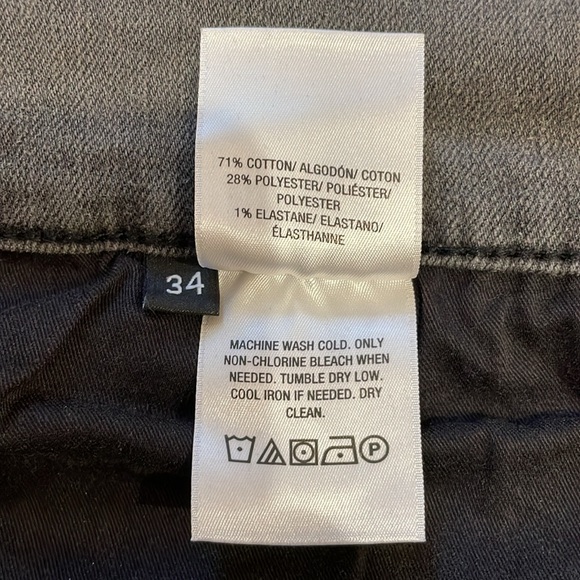 71% COTTON/ ALGODÓN/ COTON
28% POLYESTER/ POLIÉSTER/
POLYESTER
1% ELASTANE/ ELASTANO/
ÉLASTHANNE
34
MACHINE WASH COLD. ONLY
NON-CHLORINE BLEACH WHEN
NEEDED. TUMBLE DRY LOW.
COOL IRON IF NEEDED. DRY
CLEAN.
P